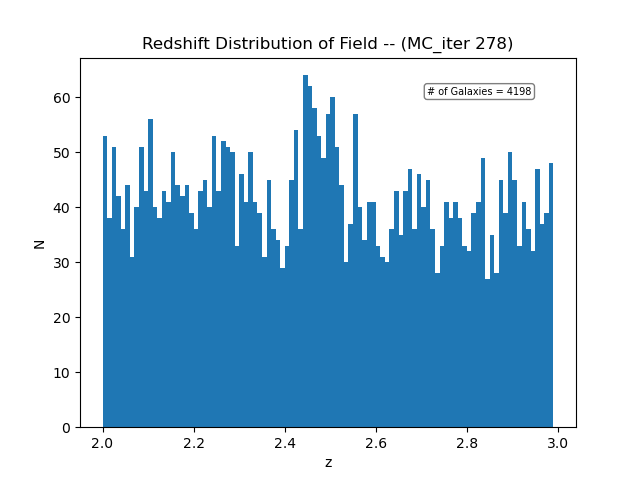 Redshift Distribution of Field -- (MC_iter 278)
# of Galaxies = 4198
N
60
50
40
30
20
10
0
2.0 2.2 2.4 2.6 2.8 3.0
z